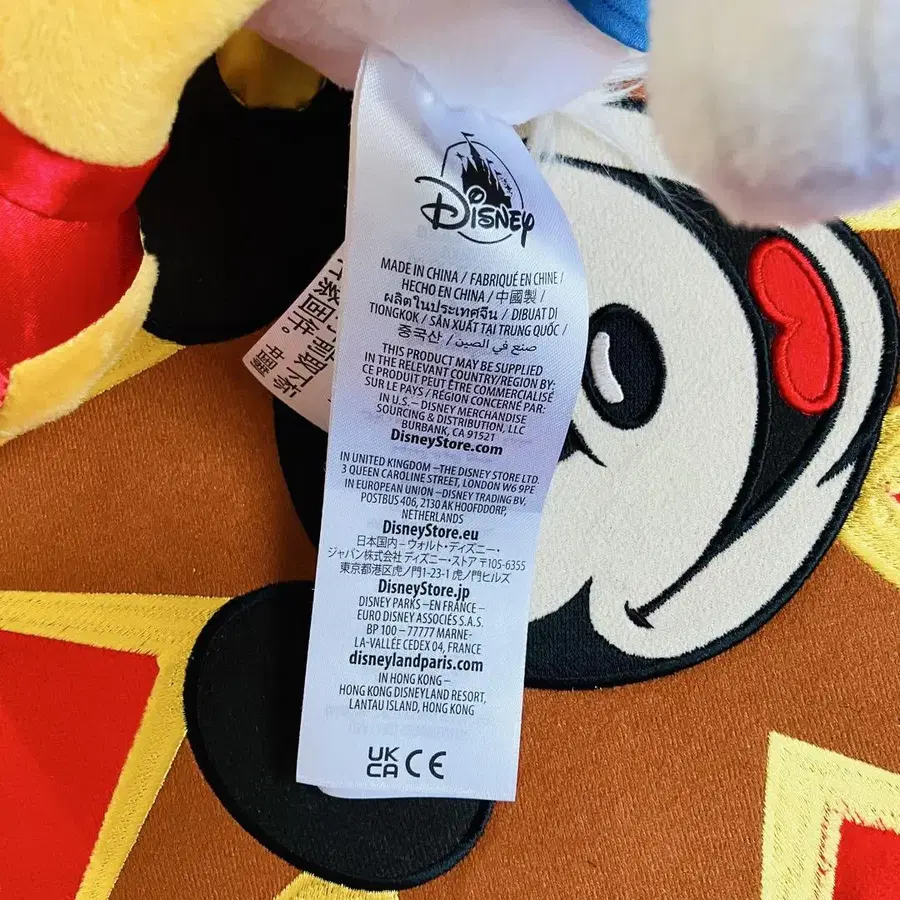 Disney
MADE IN CHINA / FABRIQUÉ EN CHINE /
HECHO EN CHINA / 中國製 /
ผลิตในประเทศจีน / DIBUAT DI
TIONGKOK / SẢN XUẤT TẠI TRUNG QUỐC /
중국산 / صنع في الصين
THIS PRODUCT MAY BE SUPPLIED
IN THE RELEVANT COUNTRY/REGION BY:
CE PRODUIT PEUT ÊTRE COMMERCIALISÉ
SUR LE PAYS / RÉGION CONCERNÉ PAR:
IN U.S.– DISNEY MERCHANDISE
SOURCING & DISTRIBUTION, LLC
BURBANK, CA 91521
DisneyStore.com
IN UNITED KINGDOM –THE DISNEY STORE LTD.
3 QUEEN CAROLINE STREET, LONDON W6 9PE
IN EUROPEAN UNION –DISNEY TRADING BV,
POSTBUS 406, 2130 AK HOOFDDORP,
NETHERLANDS
DisneyStore.eu
日本国内 – ウォルト・ディズニー・
ジャパン株式会社 ディズニー・ストア 〒105-6355
東京都港区虎ノ門1-23-1 虎ノ門ヒルズ
DisneyStore.jp
DISNEY PARKS –EN FRANCE–
EURO DISNEY ASSOCIÉS S.A.S.
BP 100 – 77777 MARNE-
LA-VALLÉE CEDEX 04, FRANCE
disneylandparis.com
IN HONG KONG –
HONG KONG DISNEYLAND RESORT,
LANTAU ISLAND, HONG KONG
UK
CA CE